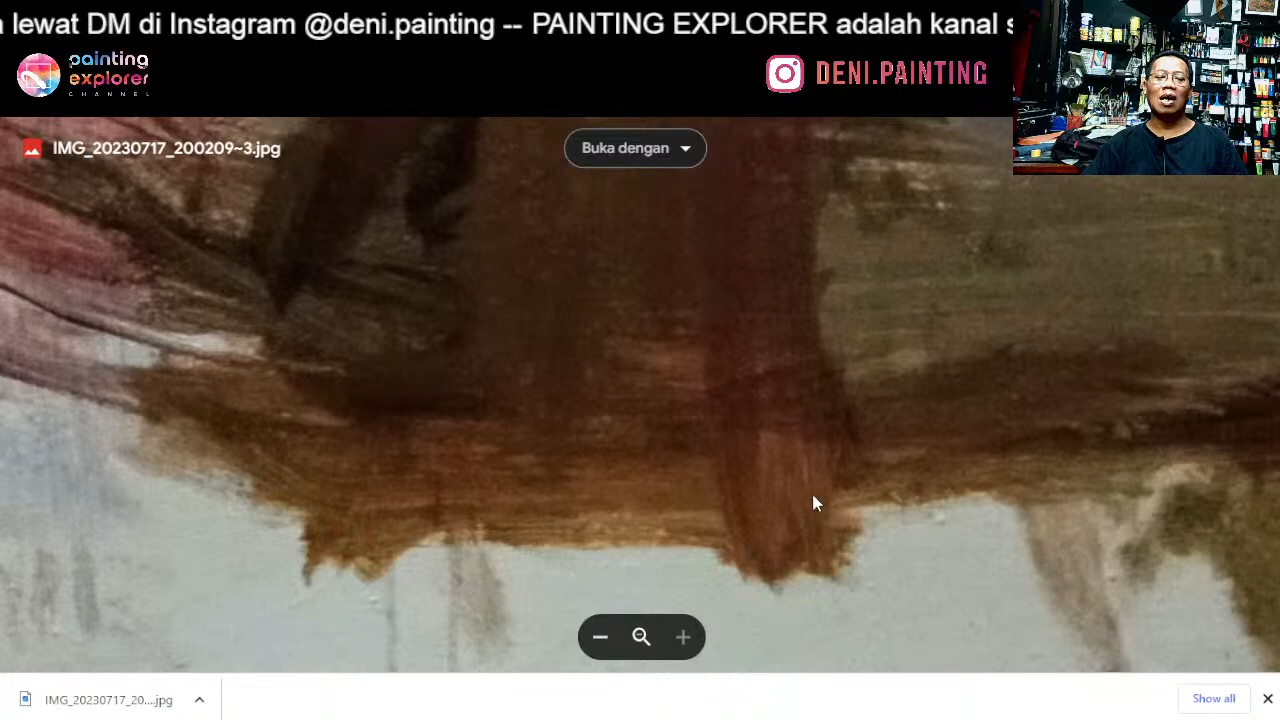 lewat DM di Instagram @deni.painting -- PAINTING EXPLORER adalah kanal
painting
explorer
CHANNEL
DENI.PAINTING
IMG_20230717_200209~3.jpg
Buka dengan
IMG_20230717_20....jpg
Show all